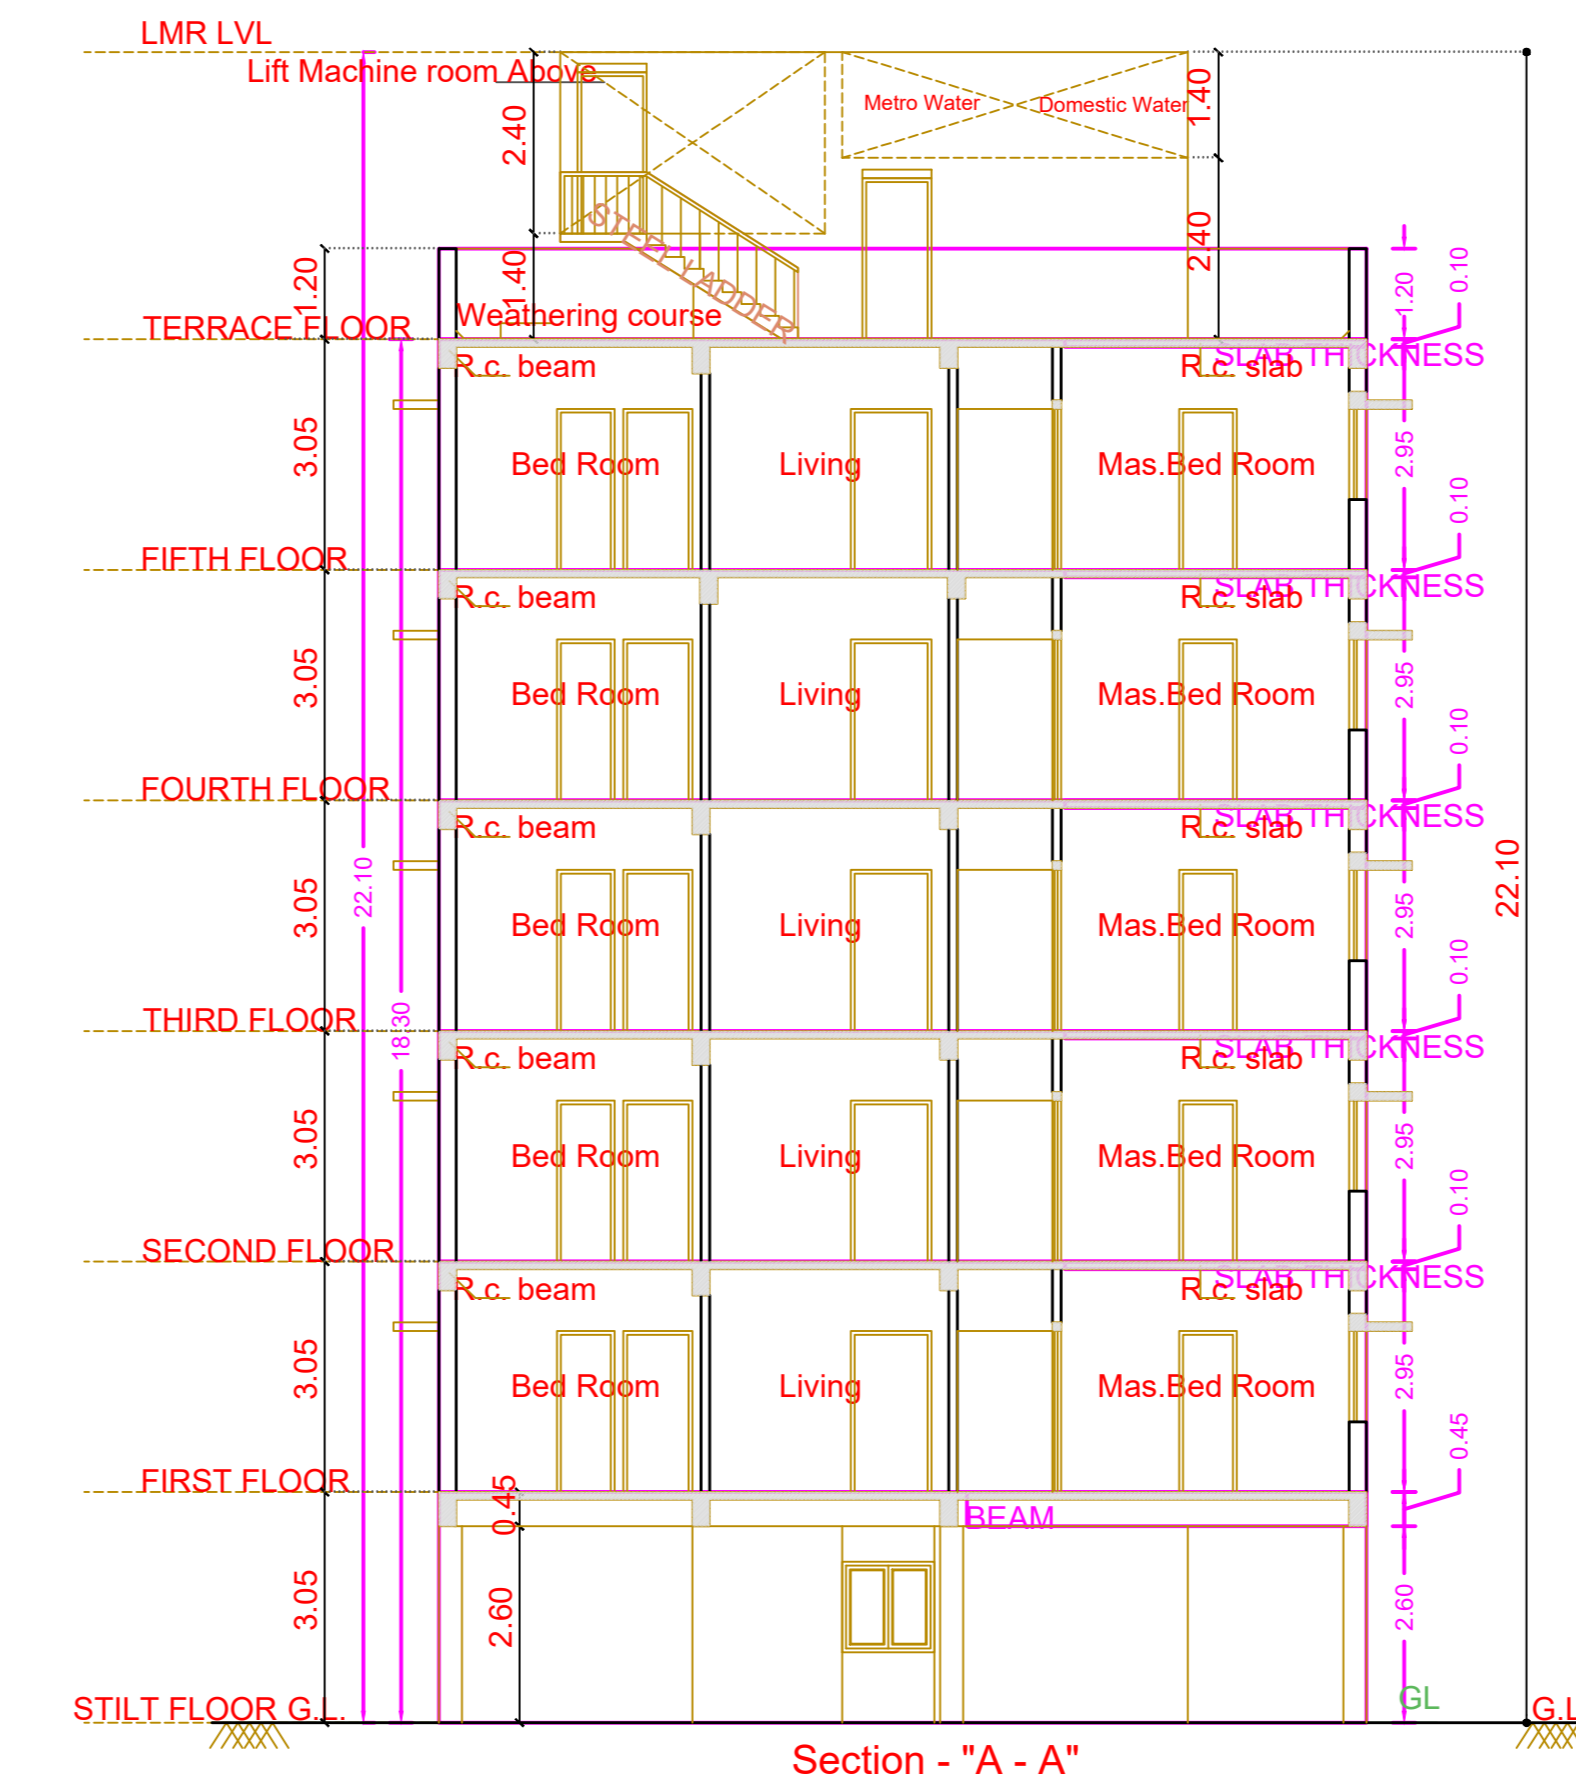 LMR LVL
Lift Machine room Above
Metro Water
Domestic Water
2.40
1.40
STEEL LADDER
1.40
2.40
1.20
1.20
0.10
Weathering course
TERRACE FLOOR
SLAB THICKNESS
R.c. beam
R.c. slab
3.05
Bed Room
Living
Mas.Bed Room
2.95
0.10
FIFTH FLOOR
SLAB THICKNESS
R.c. beam
R.c. slab
3.05
Bed Room
Living
Mas.Bed Room
2.95
0.10
FOURTH FLOOR
SLAB THICKNESS
R.c. beam
R.c. slab
22.10
22.10
3.05
Bed Room
Living
Mas.Bed Room
2.95
0.10
THIRD FLOOR
18.30
SLAB THICKNESS
R.c. beam
R.c. slab
3.05
Bed Room
Living
Mas.Bed Room
2.95
0.10
SECOND FLOOR
SLAB THICKNESS
R.c. beam
R.c. slab
3.05
Bed Room
Living
Mas.Bed Room
2.95
0.45
FIRST FLOOR
0.45
BEAM
3.05
2.60
2.60
STILT FLOOR G.L.
GL
G.L
Section - "A - A"